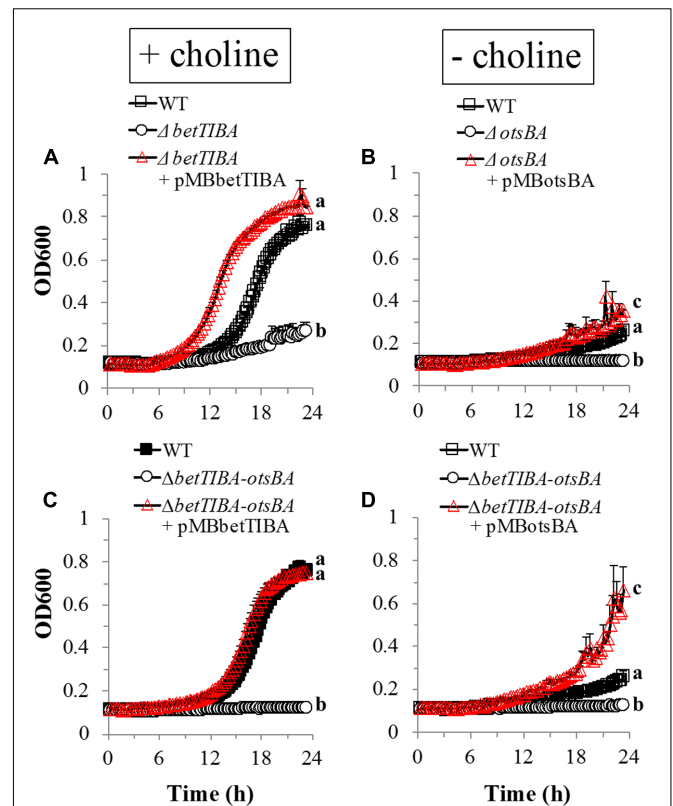 + choline
- choline
WT
Δ betTIBA
Δ betTIBA
+ pMBbetTIBA
WT
Δ otsBA
Δ otsBA
+ pMBotsBA
A
B
OD600
1
0.8
0.6
0.4
0.2
0
0
6
12
18
24
a
a
b
1
0.8
0.6
0.4
0.2
0
0
6
12
18
24
c
a
b
WT
ΔbetTIBA-otsBA
ΔbetTIBA-otsBA
+ pMBbetTIBA
WT
ΔbetTIBA-otsBA
ΔbetTIBA-otsBA
+ pMBotsBA
C
D
OD600
1
0.8
0.6
0.4
0.2
0
0
6
12
18
24
a
a
b
Time (h)
1
0.8
0.6
0.4
0.2
0
0
6
12
18
24
c
a
b
Time (h)